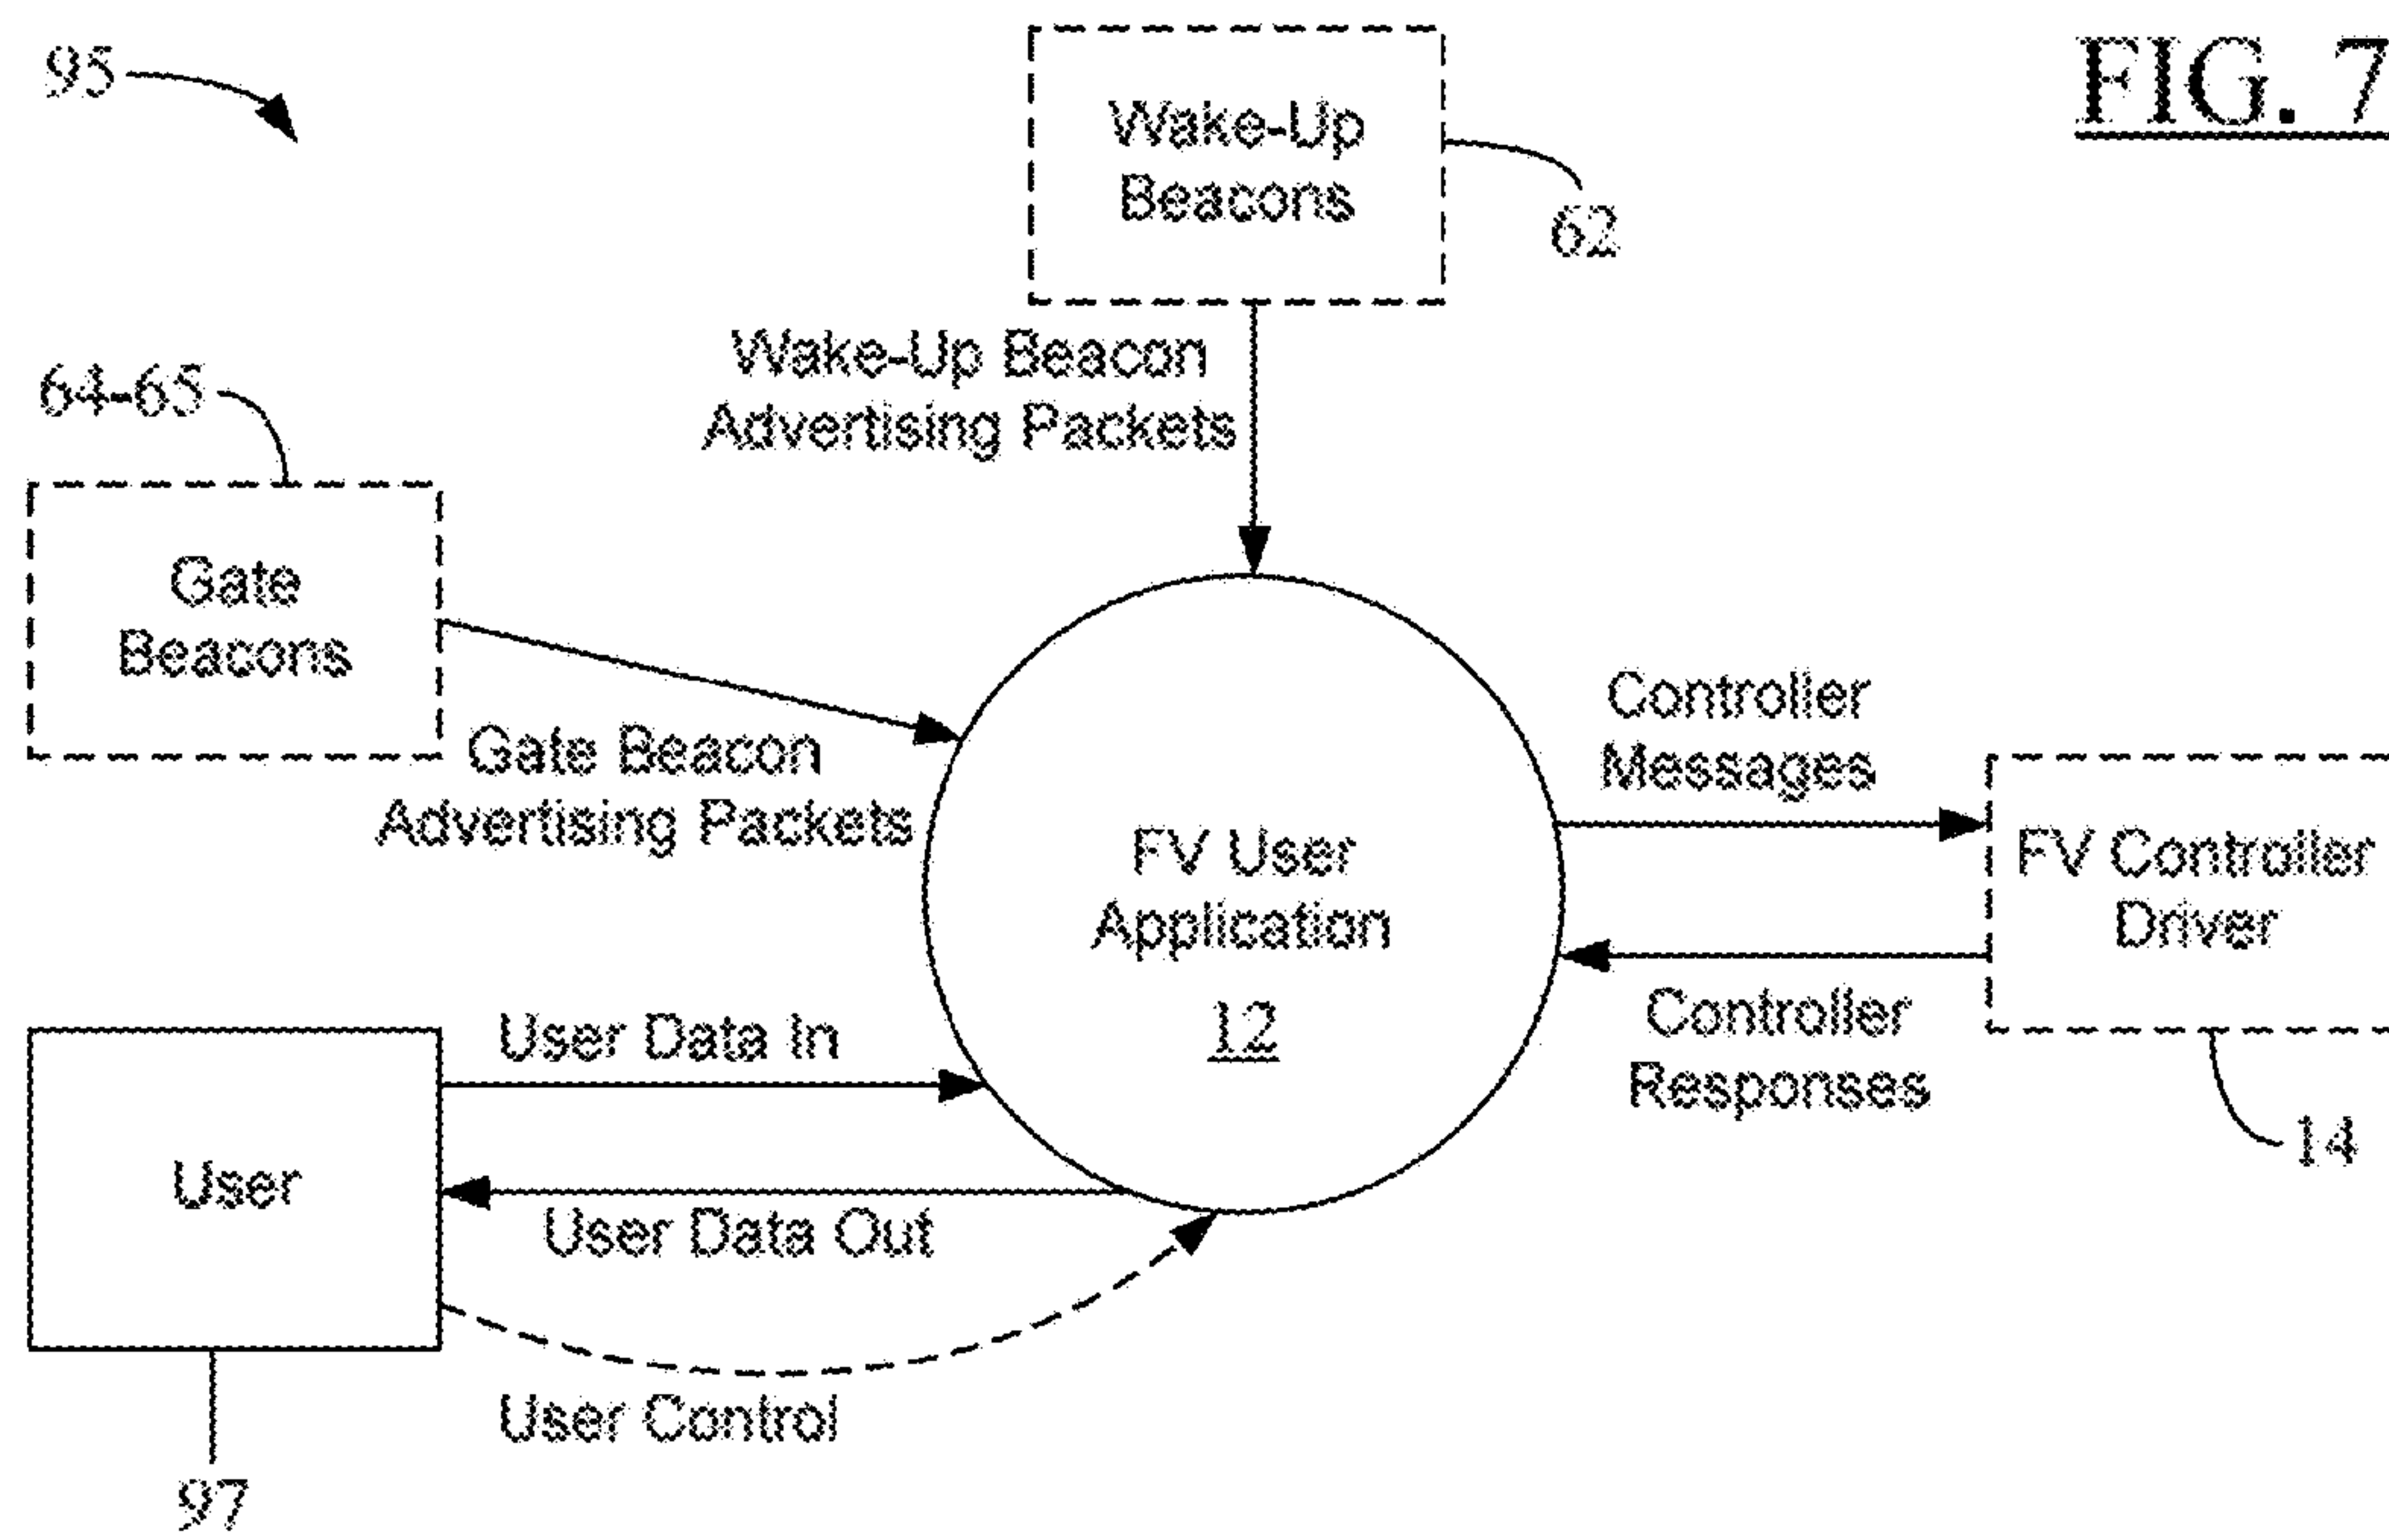 95
FIG. 7
Wake-Up
Beacons
62
Wake-Up Beacon
Advertising Packets
64-65
Gate
Beacons
Gate Beacon
Advertising Packets
Controller
Messages
FV User
Application
12
FV Controller
Driver
Controller
Responses
14
User Data In
User
User Data Out
User Control
97